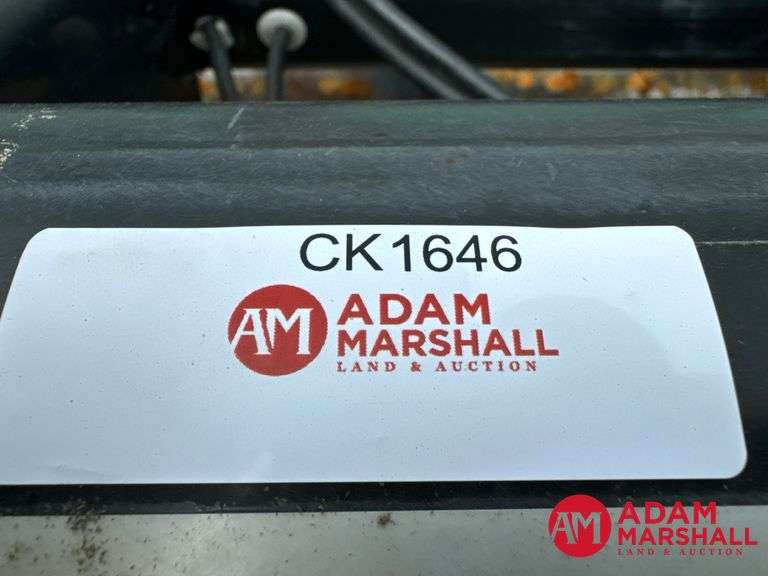 CK1646
AM
ADAM
MARSHALL
LAND & AUCTION
AM
ADAM
MARSHALL
LAND & AUCTION